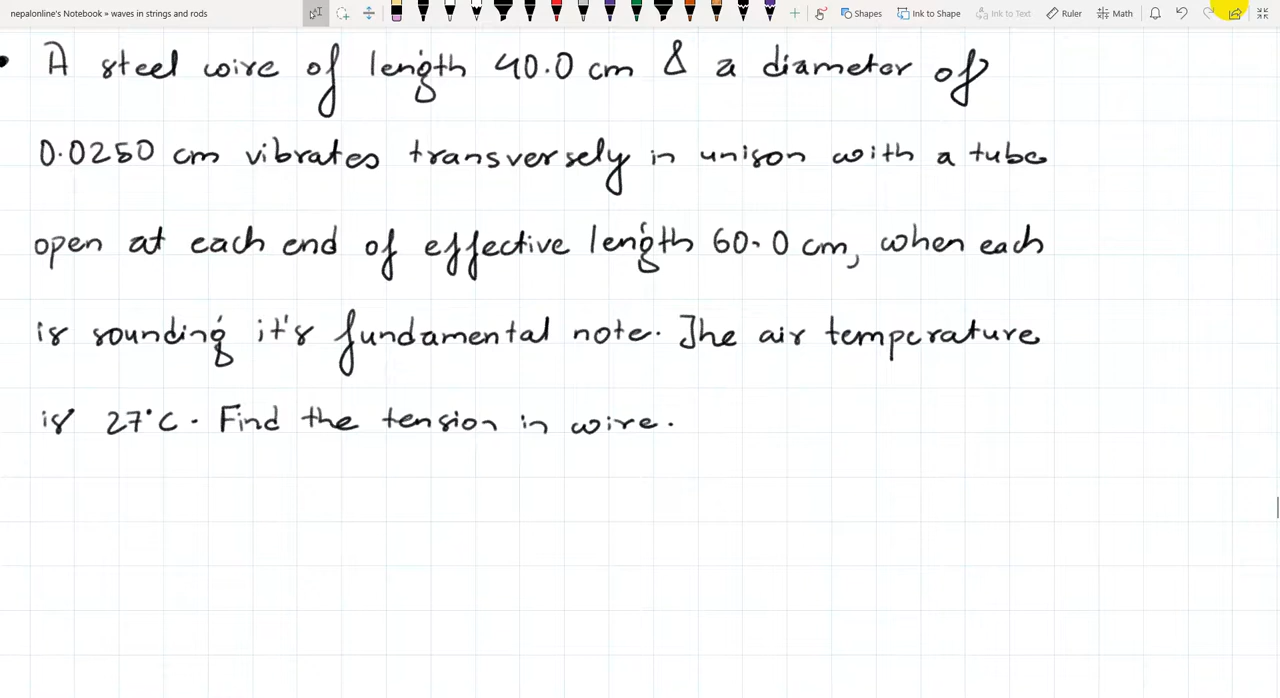 nepalonline's Notebook » waves in strings and rods
Shapes Ink to Shape Ink to Text Ruler Math
• A steel wire of length 40.0 cm & a diameter of
0.0250 cm vibrates transversely in unison with a tube
open at each end of effective length 60.0 cm, when each
is sounding it's fundamental note. The air temperature
is 27°C. Find the tension in wire.